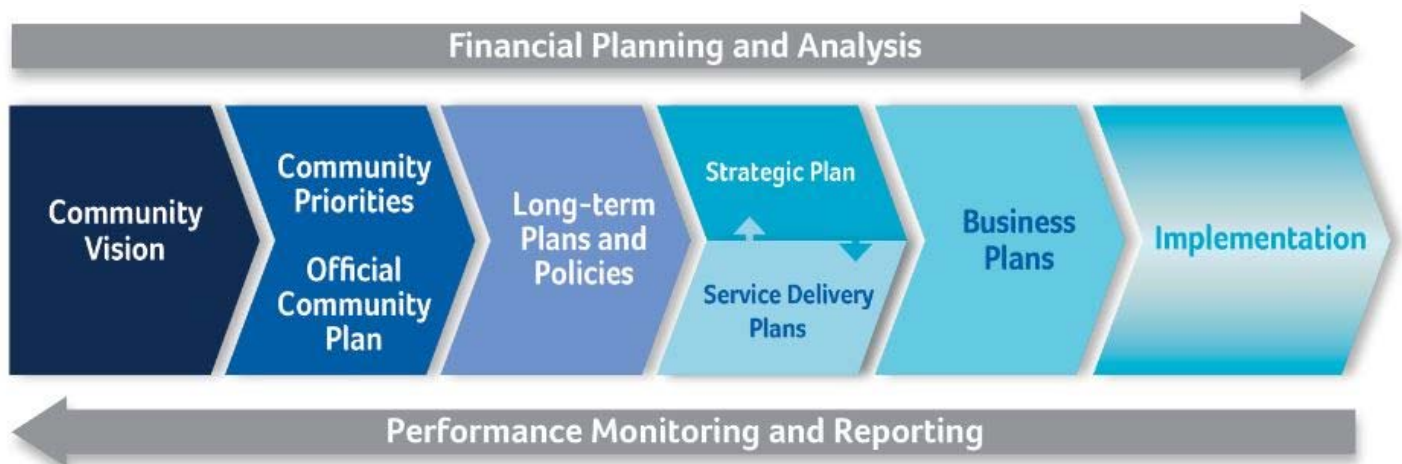 Financial Planning and Analysis
Community
Vision
Community
Priorities
Official
Community
Plan
Long-term
Plans and
Policies
Strategic Plan
Service Delivery
Plans
Business
Plans
Implementation
Performance Monitoring and Reporting